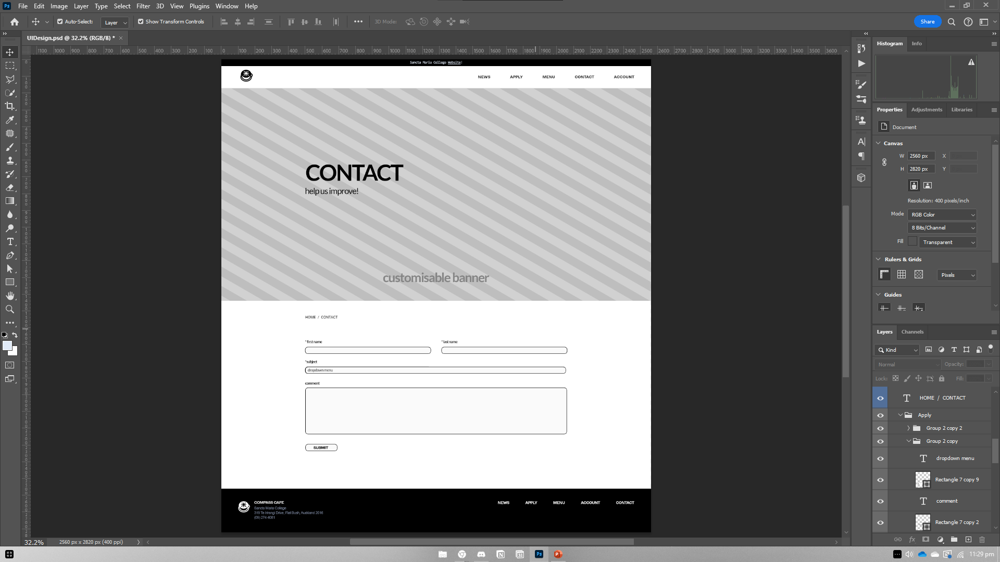 File Edit Image Layer Type Select Filter 3D View Plugins Window Help
Auto-Select: Layer Show Transform Controls 3D Mode: Share
UIDesign.psd @ 32.2% (RGB/8) *
1100 1000 900 800 700 600 500 400 300 200 100 0 100 200 300 400 500 600 700 800 900 1000 1100 1200 1300 1400 1500 1600 1700 1800 1900 2000 2100 2200 2300 2400 2500 2600 2700 2800 2900 3000 3100 3200 3300 3400 3500 3600
Sancta Maria College Website!
NEWS APPLY MENU CONTACT ACCOUNT
CONTACT
help us improve!
customisable banner
HOME / CONTACT
* first name
* last name
*subject
dropdown menu
comment
SUBMIT
COMPASS CAFE
Sancta Maria College
319 Te Irirangi Drive, Flat Bush, Auckland 2016
(09) 274 4081
NEWS APPLY MENU ACCOUNT CONTACT
Histogram Info
Properties Adjustments Libraries
Document
Canvas
W 2560 px X
H 2820 px Y
Resolution: 400 pixels/inch
Mode RGB Color
8 Bits/Channel
Fill Transparent
Rulers & Grids
Pixels
Guides
Layers Channels
Kind
Normal Opacity:
Lock: Fill:
HOME / CONTACT
Apply
Group 2 copy 2
Group 2 copy
dropdown menu
Rectangle 7 copy 9
comment
Rectangle 7 copy 2
32.2% 2560 px x 2820 px (400 ppi)
11:29 pm